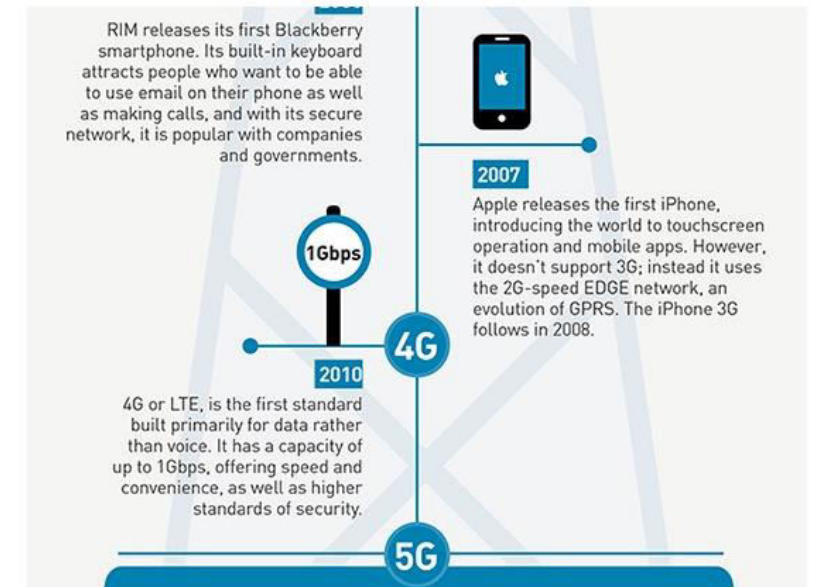 RIM releases its first Blackberry
smartphone. Its built-in keyboard
attracts people who want to be able
to use email on their phone as well
as making calls, and with its secure
network, it is popular with companies
and governments.
2007
Apple releases the first iPhone,
introducing the world to touchscreen
operation and mobile apps. However,
it doesn't support 3G; instead it uses
the 2G-speed EDGE network, an
evolution of GPRS. The iPhone 3G
follows in 2008.
1Gbps
4G
2010
4G or LTE, is the first standard
built primarily for data rather
than voice. It has a capacity of
up to 1Gbps, offering speed and
convenience, as well as higher
standards of security.
5G